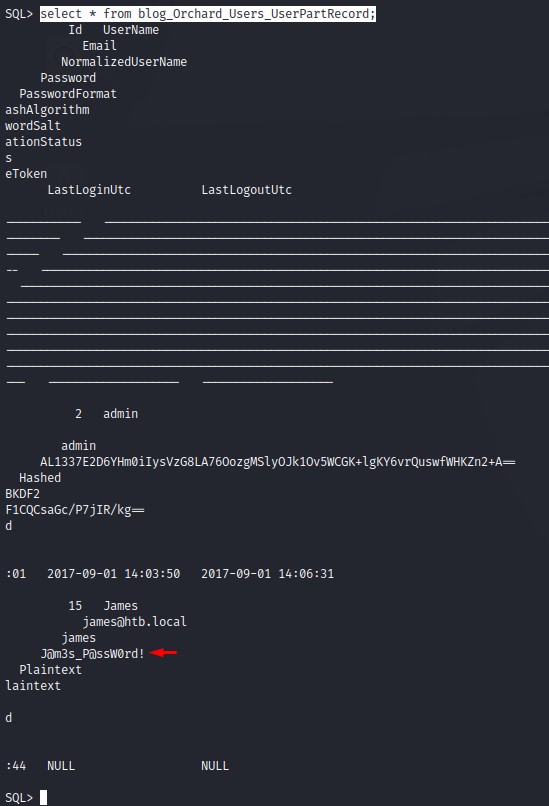 SQL> select * from blog_Orchard_Users_UserPartRecord;
Id UserName
Email
NormalizedUserName
Password
PasswordFormat
ashAlgorithm
wordSalt
ationStatus
s
eToken
LastLoginUtc LastLogoutUtc
2 admin
admin
AL1337E2D6YHm0iIysVzG8LA76OozgMSlyOJk1Ov5WCGK+lgKY6vrQuswfWHKZn2+A==
Hashed
BKDF2
F1CQCsaGc/P7jIR/kg==
d
:01 2017-09-01 14:03:50 2017-09-01 14:06:31
15 James
james@htb.local
james
J@m3s_P@ssW0rd!
Plaintext
laintext
d
:44 NULL NULL
SQL>